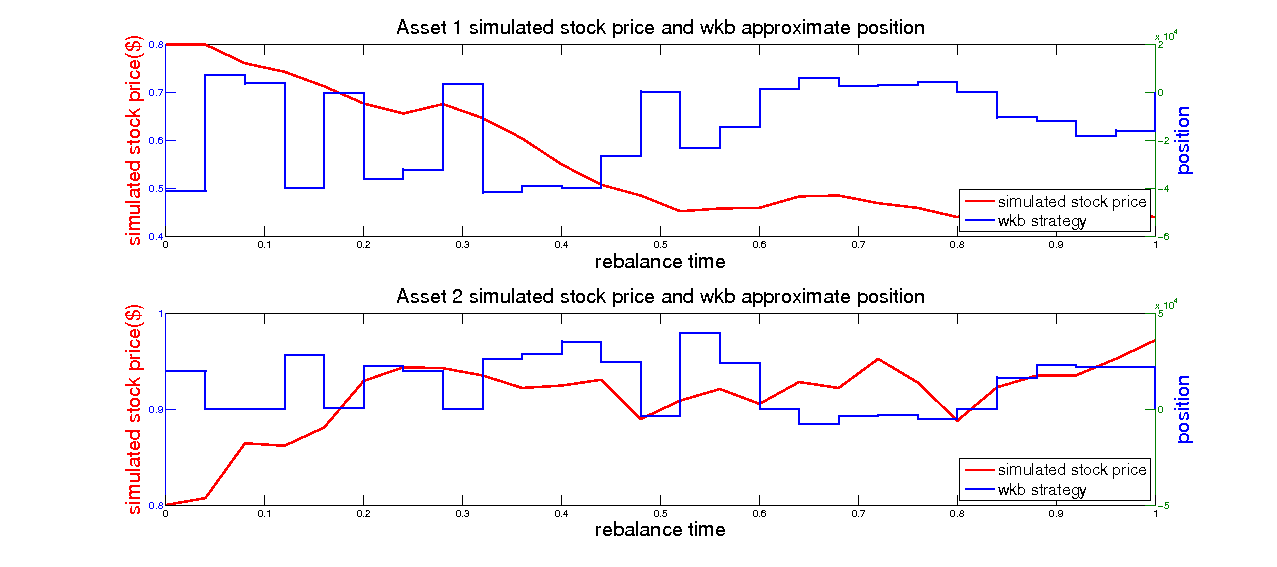 Asset 1 simulated stock price and wkb approximate position
x 10^4
simulated stock price($)
0.8
0.7
0.6
0.5
0.4
2
0
-2
-4
-6
position
simulated stock price
wkb strategy
0 0.1 0.2 0.3 0.4 0.5 0.6 0.7 0.8 0.9 1
rebalance time
Asset 2 simulated stock price and wkb approximate position
x 10^4
simulated stock price($)
1
0.9
0.8
5
0
-5
position
simulated stock price
wkb strategy
0 0.1 0.2 0.3 0.4 0.5 0.6 0.7 0.8 0.9 1
rebalance time